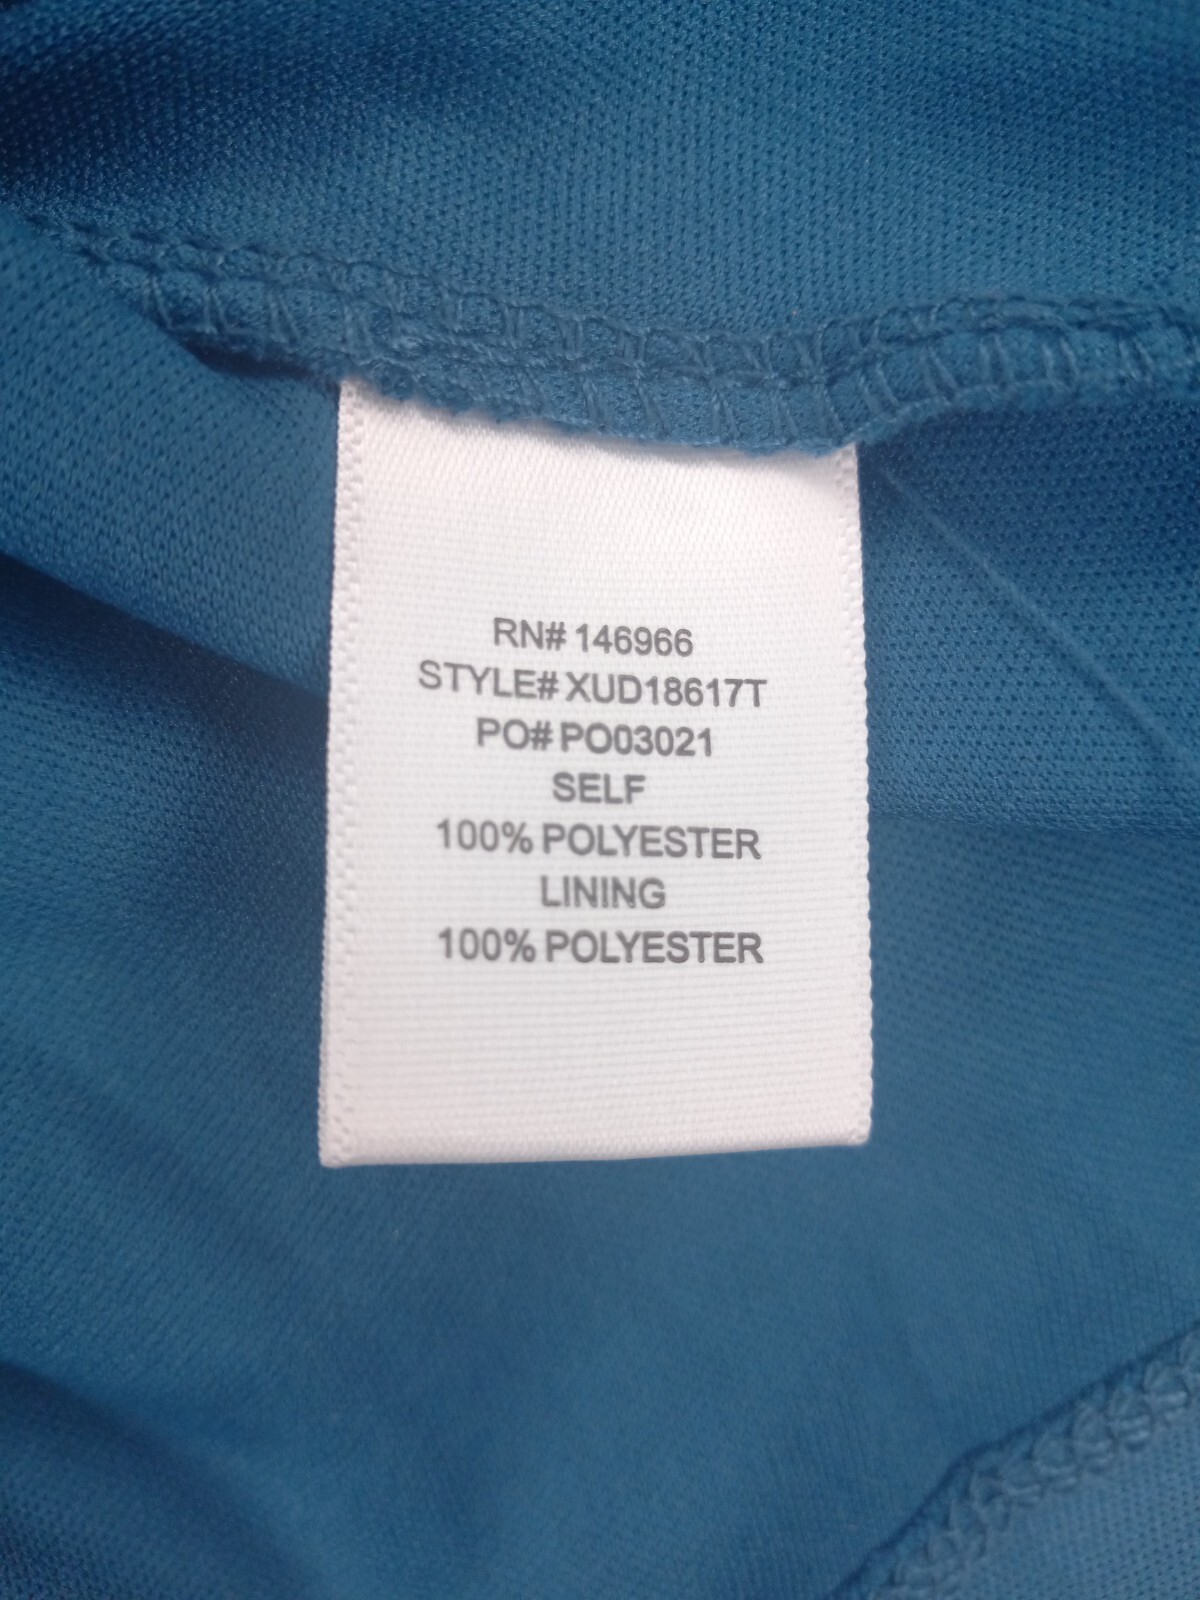 RN# 146966
STYLE# XUD18617T
PO# PO03021
SELF
100% POLYESTER
LINING
100% POLYESTER